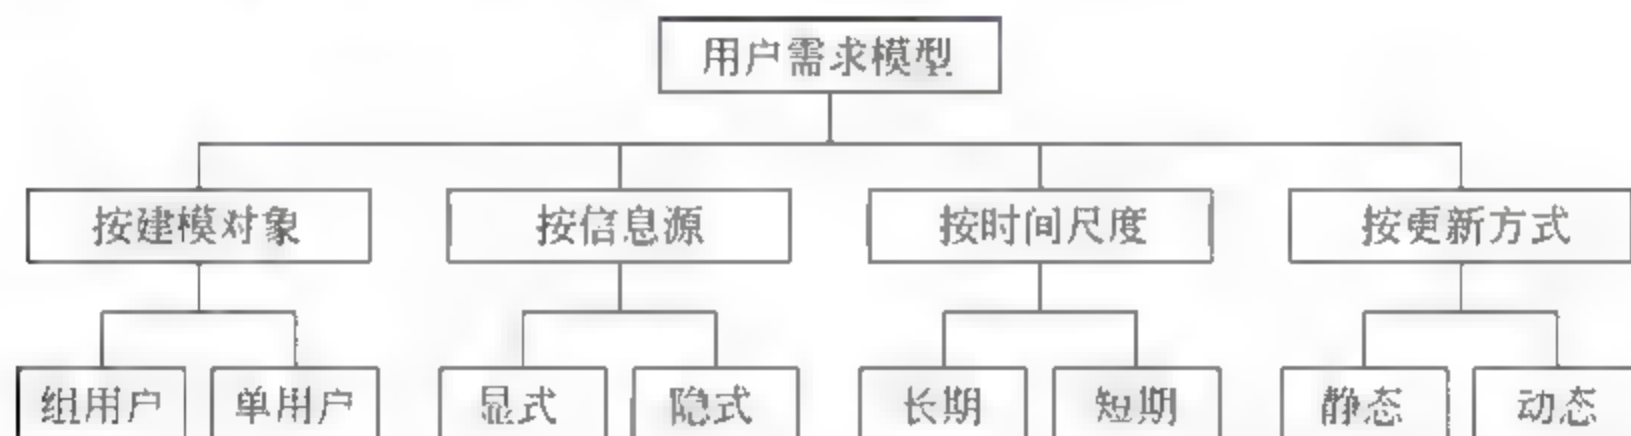 用户需求模型
按建模对象 按信息源 按时间尺度 按更新方式
组用户 单用户 显式 隐式 长期 短期 静态 动态